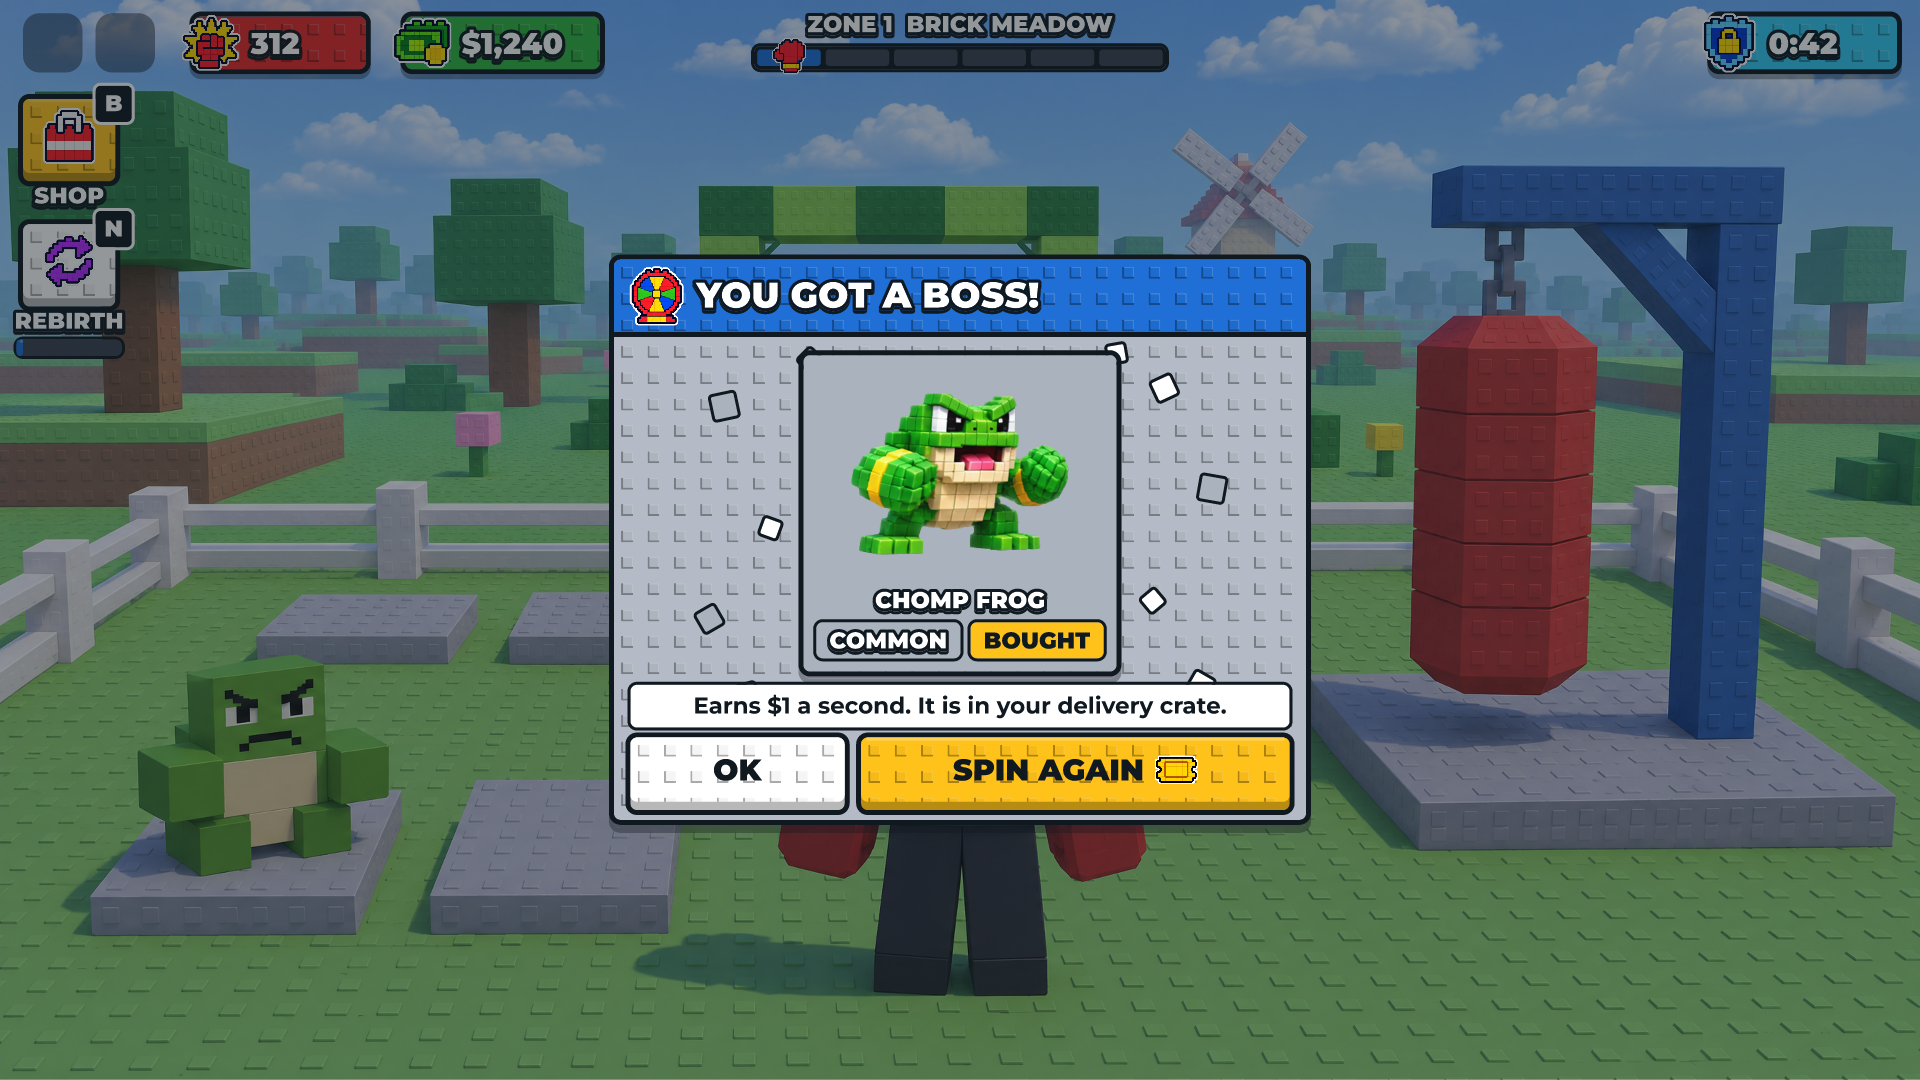 312
$1,240
ZONE 1 BRICK MEADOW
0:42
B
SHOP
N
REBIRTH
YOU GOT A BOSS!
CHOMP FROG
COMMON
BOUGHT
Earns $1 a second. It is in your delivery crate.
OK
SPIN AGAIN